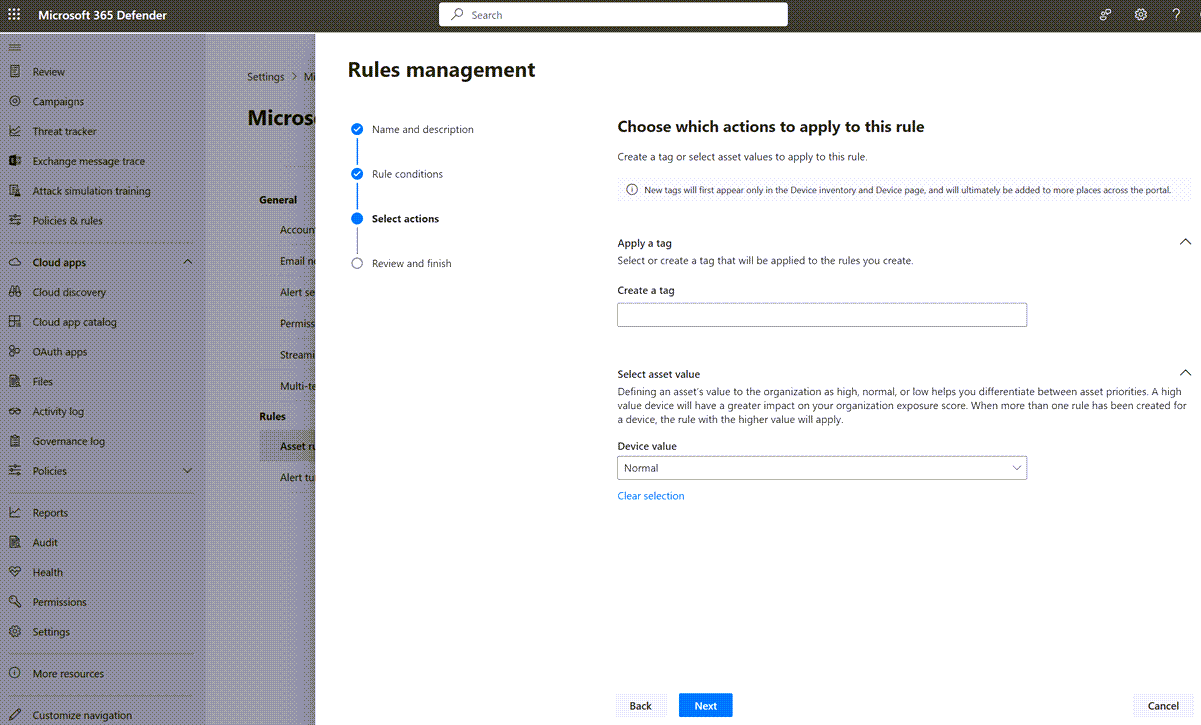 Microsoft 365 Defender
Search
?
Review
Campaigns
Threat tracker
Exchange message trace
Attack simulation training
Policies & rules
Cloud apps
Cloud discovery
Cloud app catalog
OAuth apps
Files
Activity log
Governance log
Policies
Reports
Audit
Health
Permissions
Settings
More resources
Customize navigation
Settings > Mi
Micros
General
Accoun
Email no
Alert se
Permiss
Streami
Multi-te
Rules
Asset ru
Alert tu
Rules management
Name and description
Rule conditions
Select actions
Review and finish
Choose which actions to apply to this rule
Create a tag or select asset values to apply to this rule.
New tags will first appear only in the Device inventory and Device page, and will ultimately be added to more places across the portal.
Apply a tag
Select or create a tag that will be applied to the rules you create.
Create a tag
Select asset value
Defining an asset's value to the organization as high, normal, or low helps you differentiate between asset priorities. A high
value device will have a greater impact on your organization exposure score. When more than one rule has been created for
a device, the rule with the higher value will apply.
Device value
Normal
Clear selection
Back
Next
Cancel